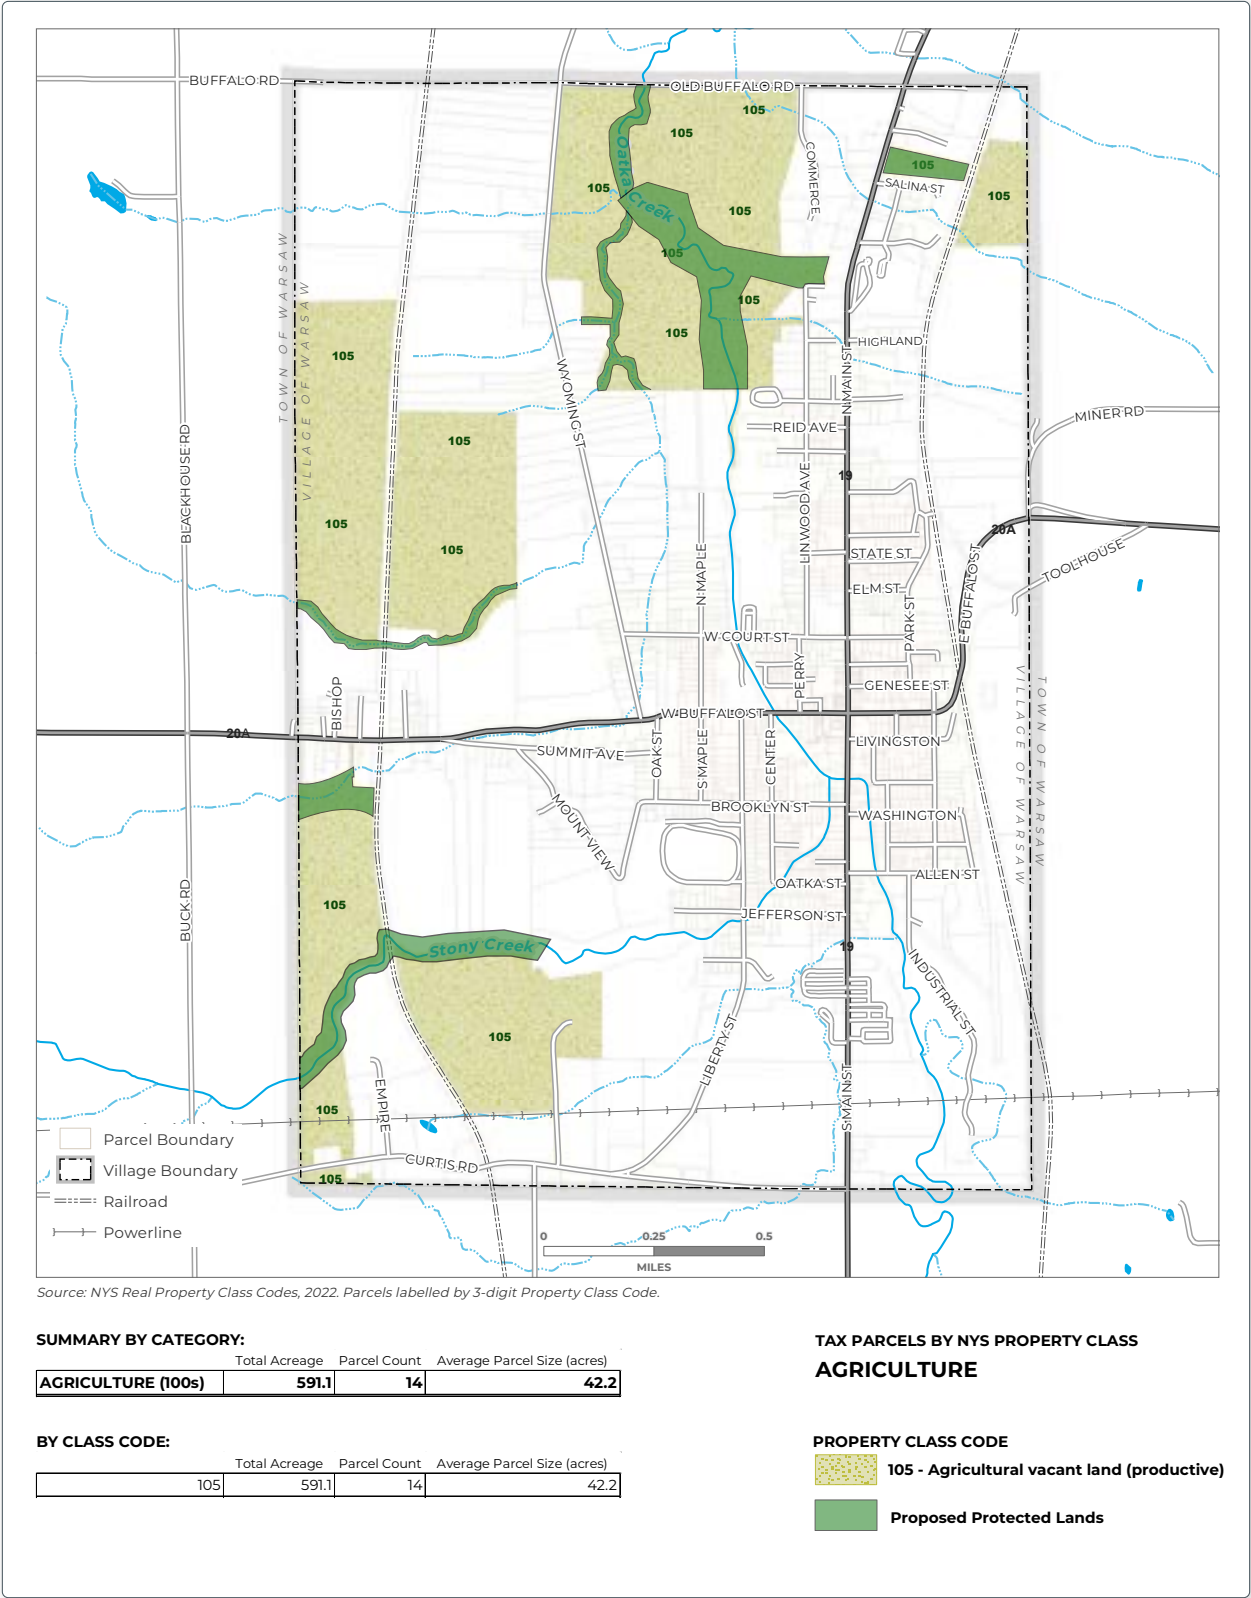 BUFFALO RD
OLD BUFFALO RD
105
105
105
105
105
105
105
105
105
Oatka
Creek
COMMERCE
SALINA ST
TOWN OF WARSAW
VILLAGE OF WARSAW
HIGHLAND
N MAIN ST
WYOMING ST
105
105
105
105
MINER RD
REID AVE
BLACKHOUSE RD
19
LINWOOD AVE
20A
STATE ST
TOOLHOUSE
N MAPLE
ELM ST
E BUFFALO ST
PARK ST
W COURT ST
PERRY
GENESEE ST
BISHOP
W BUFFALO ST
20A
SUMMIT AVE
OAK ST
S MAPLE
CENTER
LIVINGSTON
VILLAGE OF WARSAW
TOWN OF WARSAW
MOUNT VIEW
BROOKLYN ST
WASHINGTON
BUCK RD
105
OATKA ST
ALLEN ST
JEFFERSON ST
Stony Creek
19
INDUSTRIAL ST
105
LIBERTY ST
105
EMPIRE
S MAIN ST
CURTIS RD
105
Parcel Boundary
Village Boundary
Railroad
Powerline
0 0.25 0.5
MILES
Source: NYS Real Property Class Codes, 2022. Parcels labelled by 3-digit Property Class Code.
SUMMARY BY CATEGORY:
Total Acreage Parcel Count Average Parcel Size (acres)
AGRICULTURE (100s) 591.1 14 42.2
BY CLASS CODE:
Total Acreage Parcel Count Average Parcel Size (acres)
105 591.1 14 42.2
TAX PARCELS BY NYS PROPERTY CLASS
AGRICULTURE
PROPERTY CLASS CODE
105 - Agricultural vacant land (productive)
Proposed Protected Lands